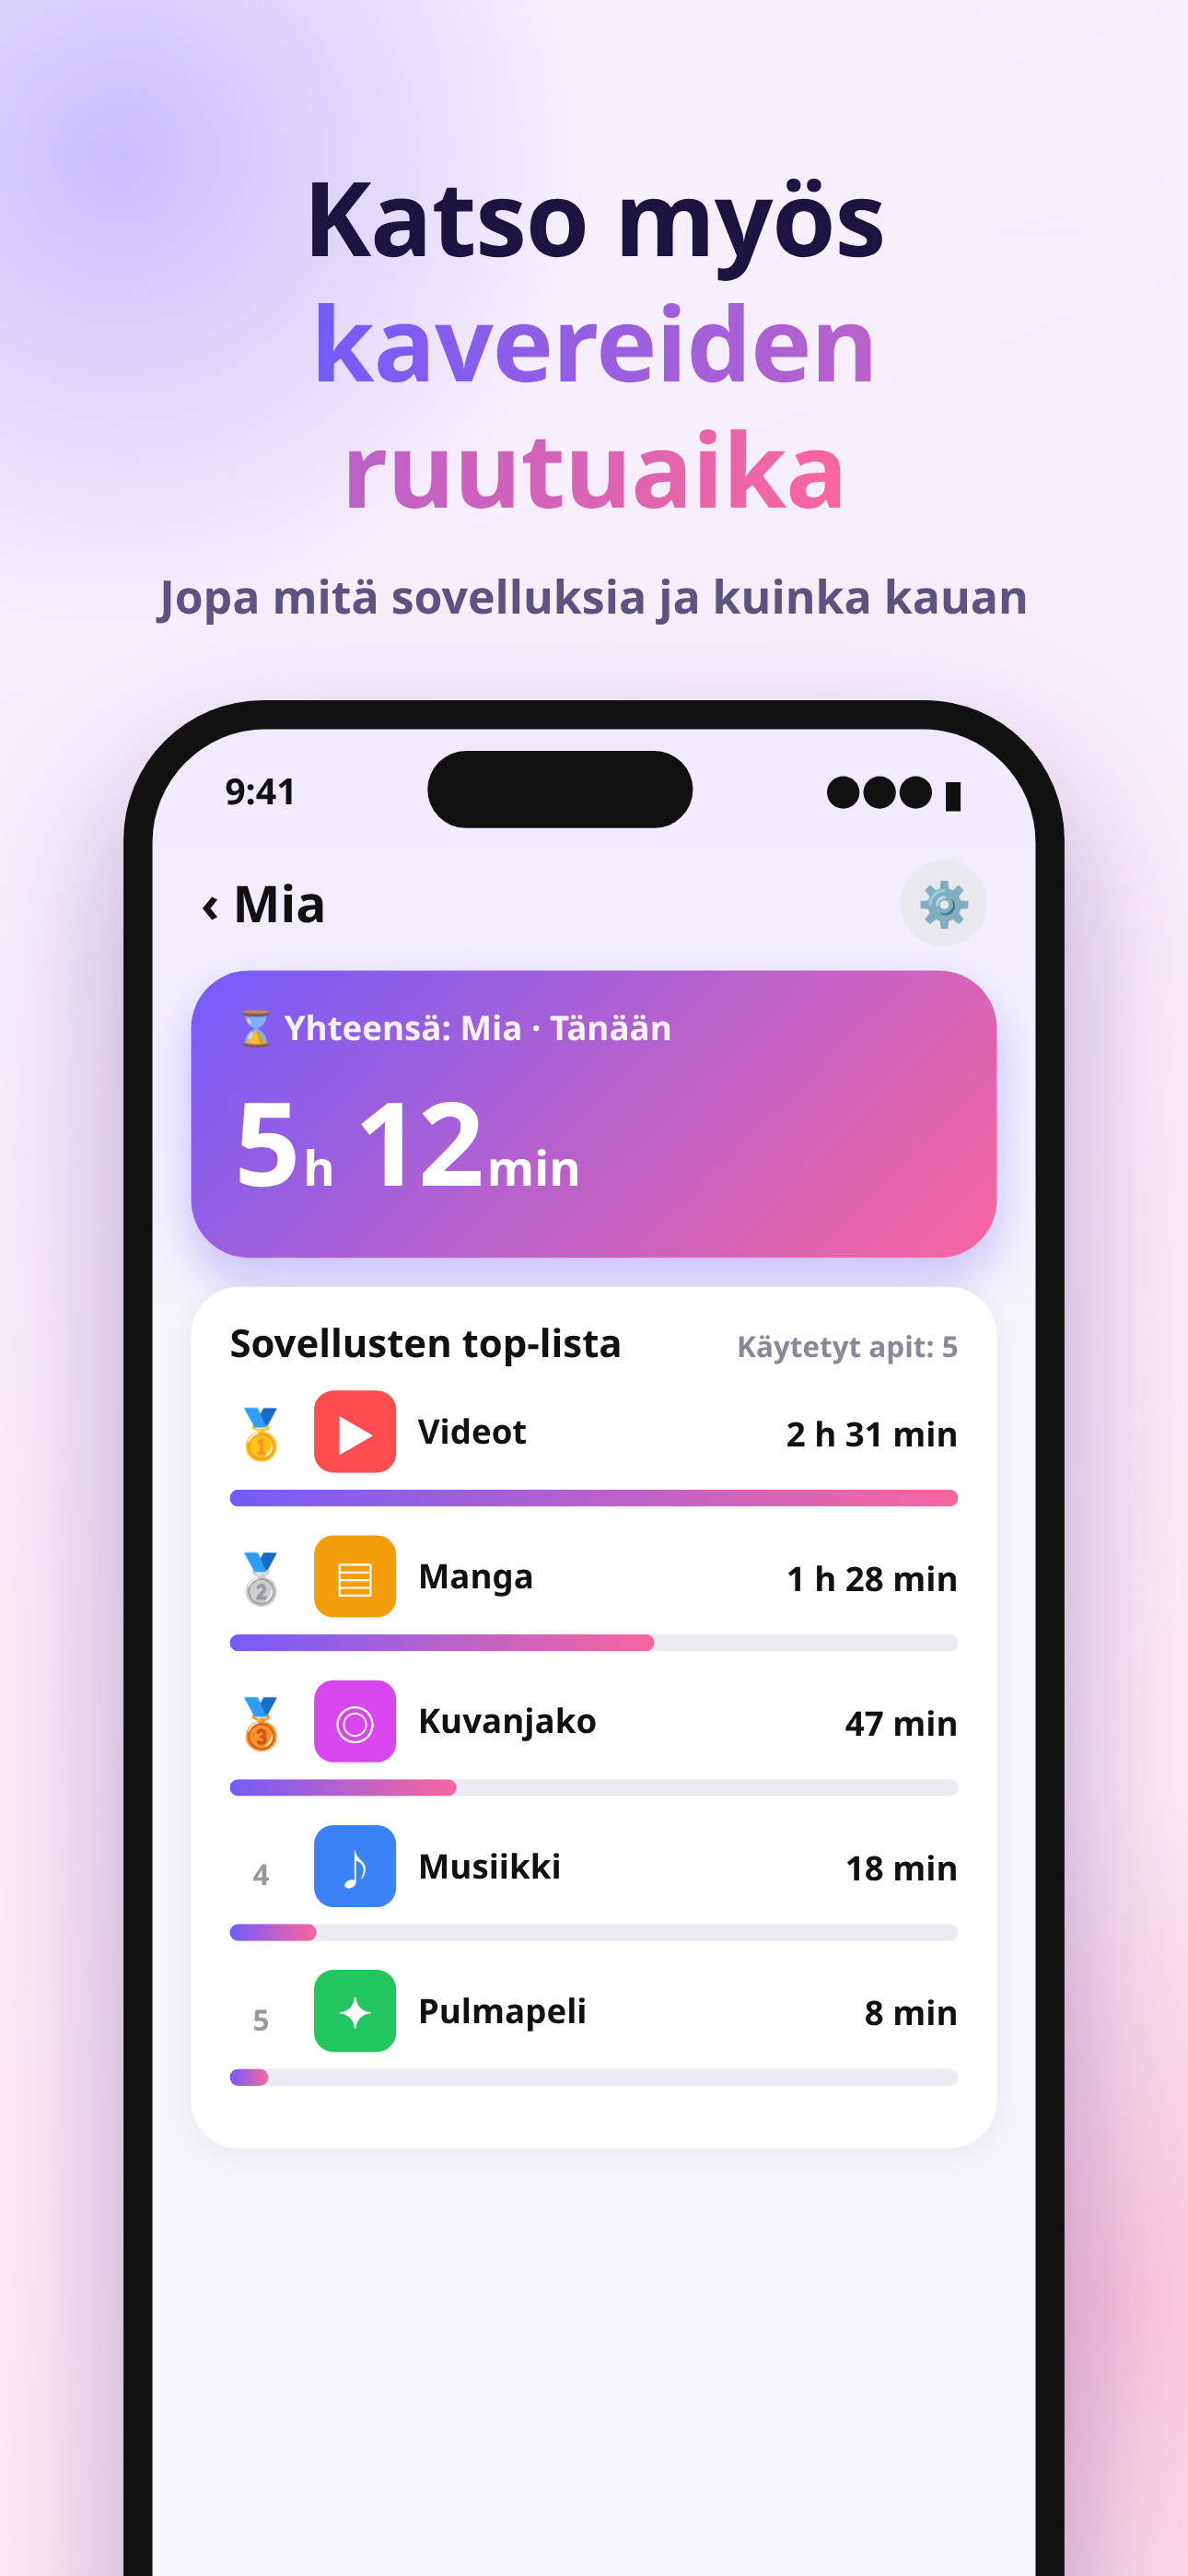 Katso myös
kavereiden
ruutuaika
Jopa mitä sovelluksia ja kuinka kauan
9:41
‹ Mia
⌛ Yhteensä: Mia · Tänään
5h 12min
Sovellusten top-lista
Käytetyt apit: 5
🥇 Videot 2 h 31 min
🥈 Manga 1 h 28 min
🥉 Kuvanjako 47 min
4 Musiikki 18 min
5 Pulmapeli 8 min